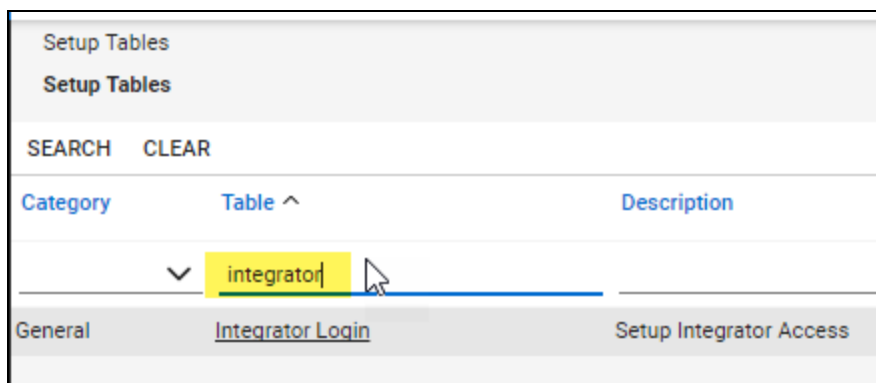 Setup Tables
Setup Tables
SEARCH CLEAR
Category Table Description
integrator
General Integrator Login Setup Integrator Access